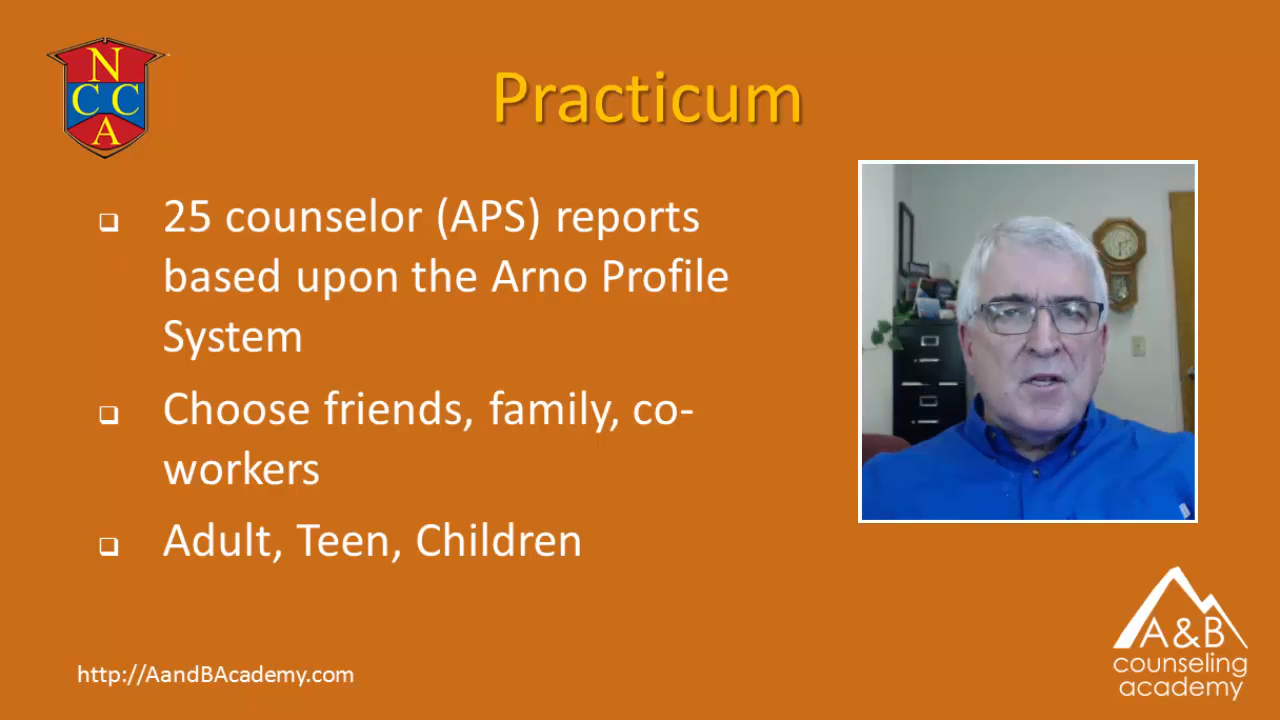 N
C C
A
Practicum
25 counselor (APS) reports
based upon the Arno Profile
System
Choose friends, family, co-
workers
Adult, Teen, Children
http://AandBAcademy.com
A&B
counseling
academy